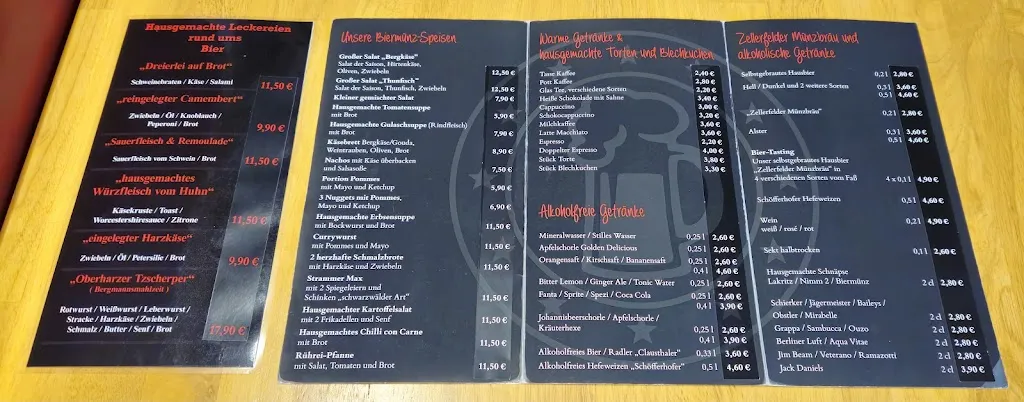 Hausgemachte Leckereien
rund ums
Bier
„Dreierlei auf Brot“
Schweinebraten / Käse / Salami
11,50 €
„reingelegter Camembert“
Zwiebeln / Öl / Knoblauch /
Peperoni / Brot
9,90 €
„Sauerfleisch & Remoulade“
Sauerfleisch vom Schwein / Brot
11,50 €
„hausgemachtes
Würzfleisch vom Huhn“
Käsekruste / Toast /
Worcestershiresauce / Zitrone
11,50 €
„eingelegter Harzkäse“
Zwiebeln / Öl / Petersilie / Brot
9,90 €
„Oberharzer Tzscherper“
( Bergmannsmahlzeit )
Rotwurst / Weißwurst / Leberwurst /
Stracke / Harzkäse / Zwiebeln /
Schmalz / Butter / Senf / Brot
17,90 €
Unsere Biermünz-Speisen
Großer Salat „Bergkäse“
Salat der Saison, Hirtenkäse,
Oliven, Zwiebeln 12,50 €
Großer Salat „Thunfisch“
Salat der Saison, Thunfisch, Zwiebeln 12,50 €
Kleiner gemischter Salat 7,90 €
Hausgemachte Tomatensuppe
mit Brot 5,90 €
Hausgemachte Gulaschsuppe (Rindfleisch)
mit Brot 7,90 €
Käsebrett Bergkäse/Gouda,
Weintrauben, Oliven, Brot 8,90 €
Nachos mit Käse überbacken
und Salsasoße 7,50 €
Portion Pommes
mit Mayo und Ketchup 5,90 €
3 Nuggets mit Pommes,
Mayo und Ketchup 6,90 €
Hausgemachte Erbsensuppe
mit Bockwurst und Brot 11,50 €
Currywurst
mit Pommes und Mayo 11,50 €
2 herzhafte Schmalzbrote
mit Harzkäse und Zwiebeln 11,50 €
Strammer Max
mit 2 Spiegeleiern und
Schinken „schwarzwälder Art“ 11,50 €
Hausgemachter Kartoffelsalat
mit 2 Frikadellen und Senf 11,50 €
Hausgemachtes Chilli con Carne
mit Brot 11,50 €
Rührei-Pfanne
mit Salat, Tomaten und Brot 11,50 €
Warme Getränke &
hausgemachte Torten und Blechkuchen
Tasse Kaffee 2,40 €
Pott Kaffee 2,80 €
Glas Tee, verschiedene Sorten 2,20 €
Heiße Schokolade mit Sahne 3,40 €
Cappuccino 3,00 €
Schokocappuccino 3,20 €
Milchkaffee 3,60 €
Latte Macchiato 3,60 €
Espresso 2,20 €
Doppelter Espresso 4,00 €
Stück Torte 3,80 €
Stück Blechkuchen 3,30 €
Alkoholfreie Getränke
Mineralwasser / Stilles Wasser 0,25 l 2,60 €
Apfelschorle Golden Delicious 0,25 l 2,60 €
Orangensaft / Kirschsaft / Bananensaft 0,25 l 2,60 €
0,4 l 4,90 €
Bitter Lemon / Ginger Ale / Tonic Water 0,25 l 2,60 €
Fanta / Sprite / Spezi / Coca Cola 0,25 l 2,60 €
0,4 l 3,90 €
Johannisbeerschorle / Apfelschorle /
Kräuterhexe 0,25 l 2,60 €
0,4 l 3,90 €
Alkoholfreies Bier / Radler „Clausthaler“ 0,33 l 3,60 €
Alkoholfreies Hefeweizen „Schöfferhofer“ 0,5 l 4,60 €
Zellerfelder Münzbräu und
alkoholische Getränke
Selbstgebrautes Hausbier 0,2 l 2,80 €
Hell / Dunkel und 2 weitere Sorten 0,3 l 3,60 €
0,5 l 4,60 €
„Zellerfelder Münzbräu“ 0,2 l 2,80 €
Alster 0,3 l 3,60 €
0,5 l 4,60 €
Bier-Tasting
Unser selbstgebrautes Hausbier
„Zellerfelder Münzbräu“ in
4 verschiedenen Sorten vom Faß 4 x 0,1 l 4,90 €
Schöfferhofer Hefeweizen 0,5 l 4,60 €
Wein
weiß / rosé / rot 0,2 l 4,90 €
Sekt halbtrocken 0,1 l 2,60 €
Hausgemachte Schnäpse
Lakritz / Nimm 2 / Biermünz 2 cl 2,80 €
Schierker / Jägermeister / Baileys /
Obstler / Mirabelle 2 cl 2,80 €
Grappa / Sambucca / Ouzo 2 cl 2,80 €
Berliner Luft / Aqua Vitae 2 cl 2,80 €
Jim Beam / Veterano / Ramazotti 2 cl 2,80 €
Jack Daniels 2 cl 3,90 €